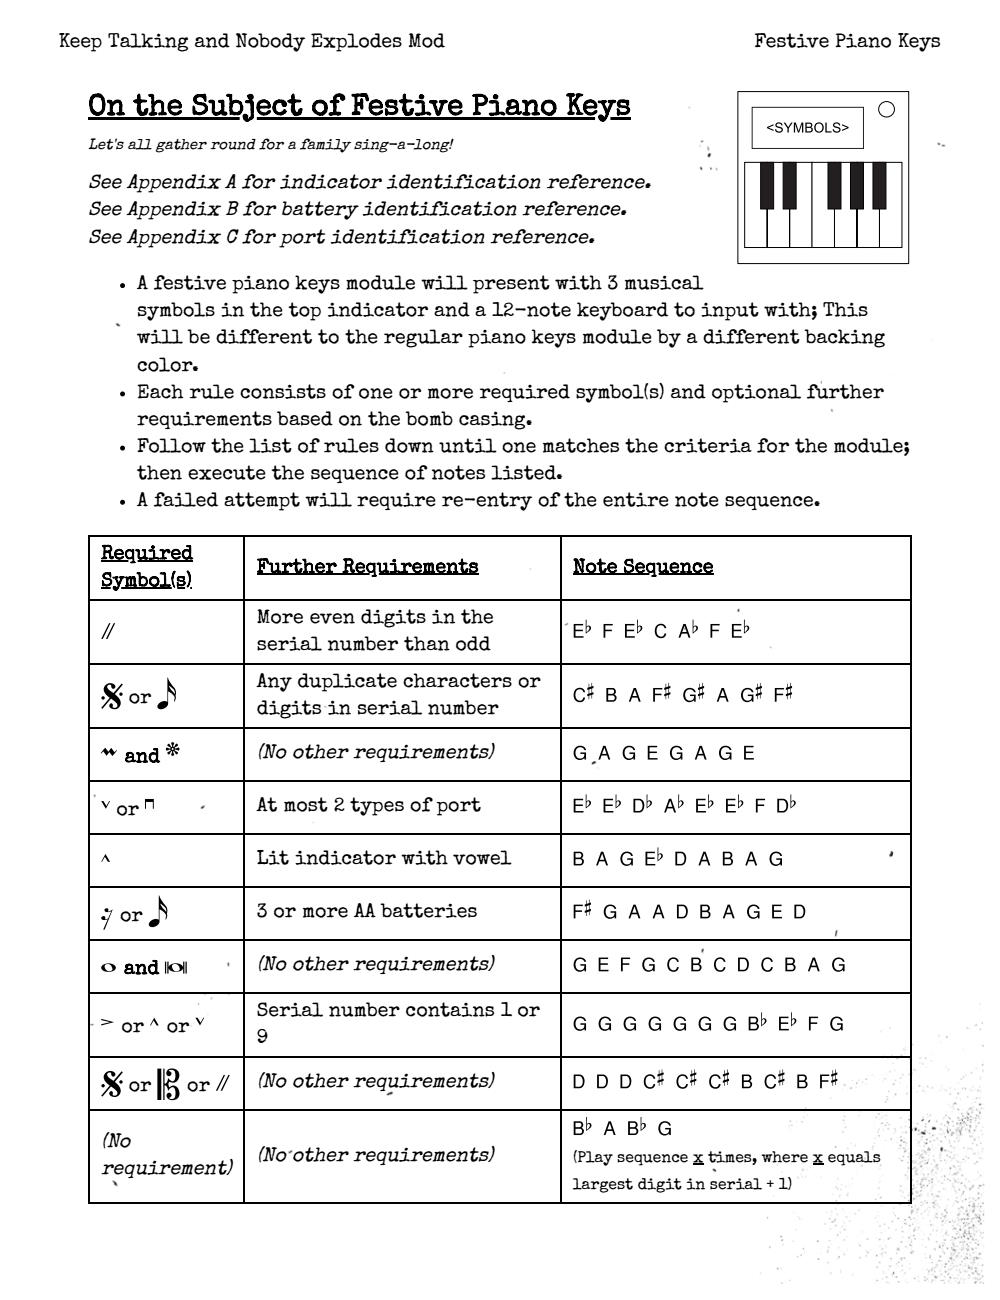 Keep Talking and Nobody Explodes Mod
Festive Piano Keys
On the Subject of Festive Piano Keys
<SYMBOLS>
Let's all gather round for a family sing-a-long!
See Appendix A for indicator identification reference.
See Appendix B for battery identification reference.
See Appendix C for port identification reference.
• A festive piano keys module will present with 3 musical
symbols in the top indicator and a 12-note keyboard to input with; This
will be different to the regular piano keys module by a different backing
color.
• Each rule consists of one or more required symbol(s) and optional further
requirements based on the bomb casing.
• Follow the list of rules down until one matches the criteria for the module;
then execute the sequence of notes listed.
• A failed attempt will require re-entry of the entire note sequence.
Required
Symbol(s)
Further Requirements
Note Sequence
//
More even digits in the
serial number than odd
E♭ F E♭ C A♭ F E♭
𝄋 or 𝅘𝅥𝅯
Any duplicate characters or
digits in serial number
C♯ B A F♯ G♯ A G♯ F♯
𝆝𝆝 and *
(No other requirements)
G A G E G A G E
˅ or ⊓
At most 2 types of port
E♭ E♭ D♭ A♭ E♭ E♭ F D♭
^
Lit indicator with vowel
B A G E♭ D A B A G
𝄿 or 𝅘𝅥𝅯
3 or more AA batteries
F♯ G A A D B A G E D
𝅝 and 𝅜
(No other requirements)
G E F G C B C D C B A G
> or ^ or ˅
Serial number contains 1 or
9
G G G G G G G B♭ E♭ F G
𝄋 or 𝄡 or //
(No other requirements)
D D D C♯ C♯ C♯ B C♯ B F♯
(No
requirement)
(No other requirements)
B♭ A B♭ G
(Play sequence x times, where x equals
largest digit in serial + 1)